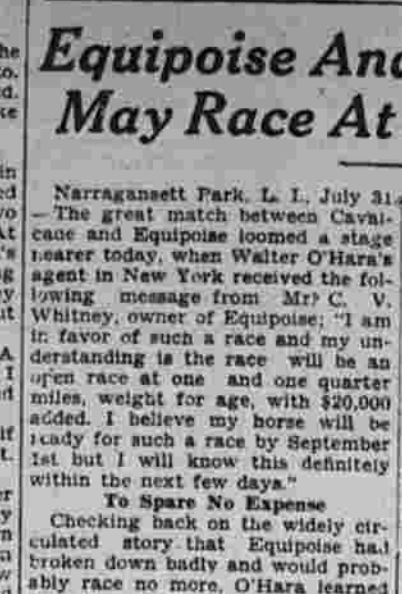 Equipoise And
May Race At
Narragansett Park, L. I., July 31.
— The great match between Caval-
cade and Equipoise loomed a stage
nearer today, when Walter O'Hara's
agent in New York received the fol-
lowing message from Mr. C. V.
Whitney, owner of Equipoise; "I am
in favor of such a race and my un-
derstanding is the race will be an
open race at one and one quarter
miles, weight for age, with $20,000
added. I believe my horse will be
ready for such a race by September
1st but I will know this definitely
within the next few days."
To Spare No Expense
Checking back on the widely cir-
culated story that Equipoise had
broken down badly and would prob-
ably race no more, O'Hara learned